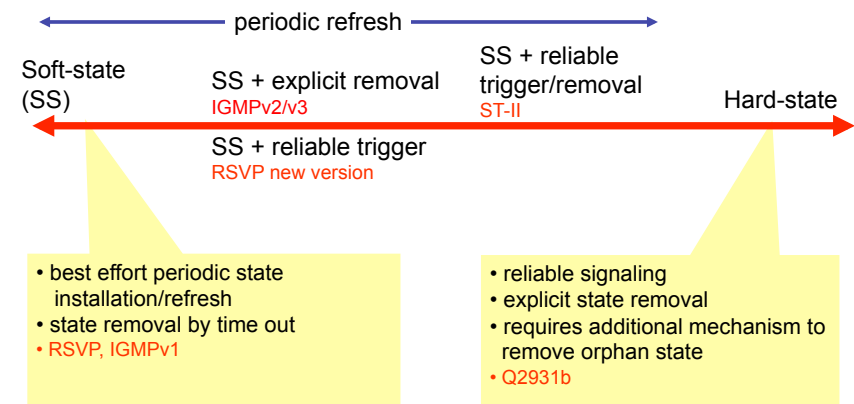 periodic refresh
Soft-state
(SS)
SS + explicit removal
IGMPv2/v3
SS + reliable trigger
RSVP new version
SS + reliable
trigger/removal
ST-II
Hard-state
• best effort periodic state
installation/refresh
• state removal by time out
• RSVP, IGMPv1
• reliable signaling
• explicit state removal
• requires additional mechanism to
remove orphan state
• Q2931b